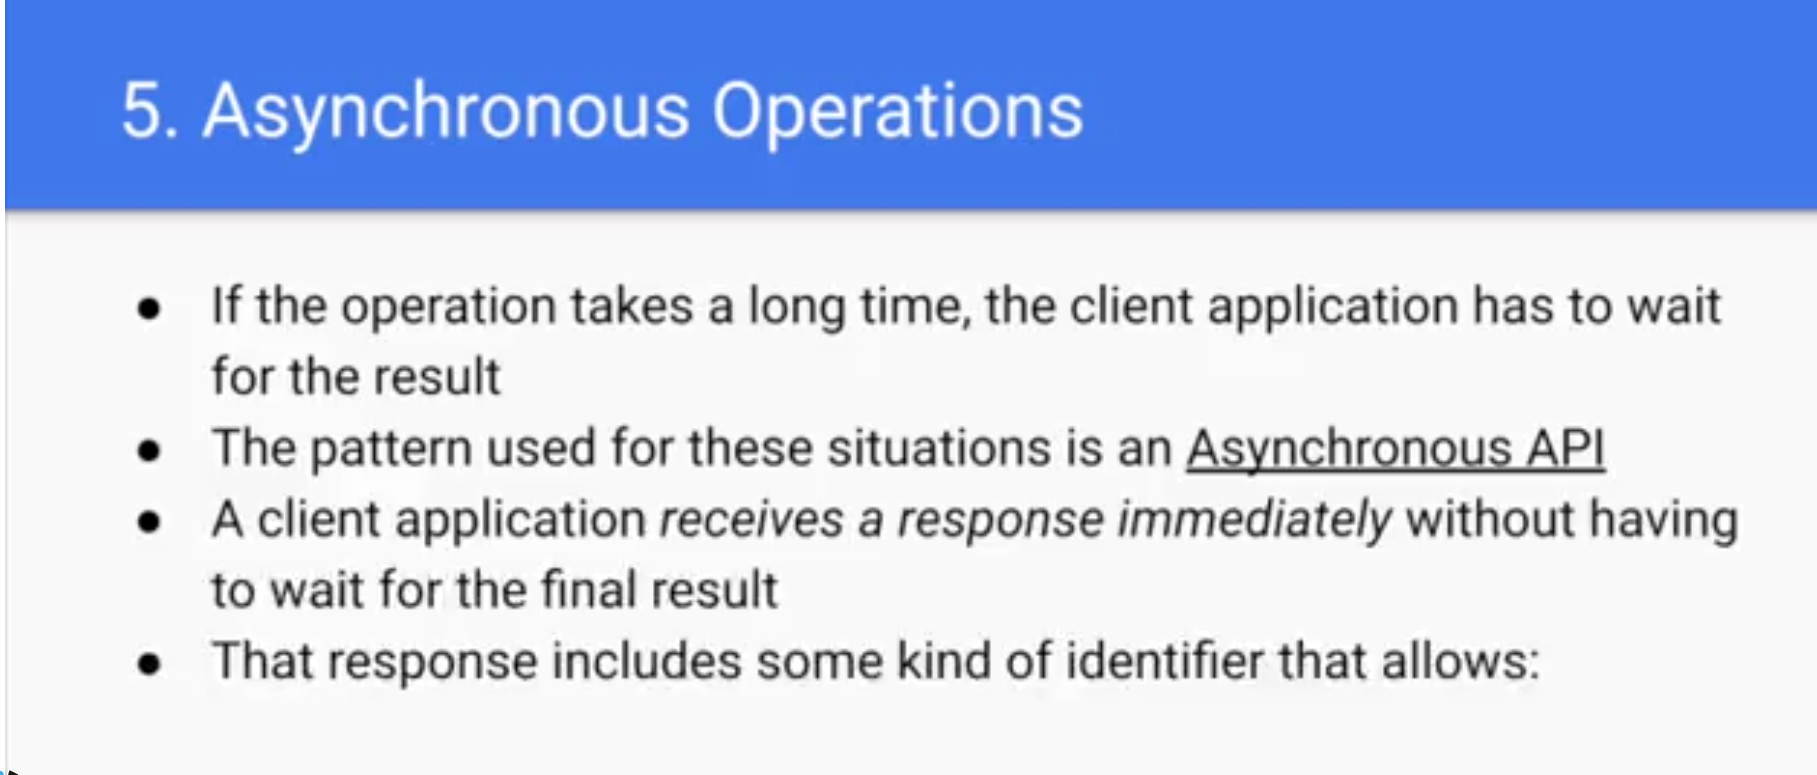 5. Asynchronous Operations
● If the operation takes a long time, the client application has to wait
for the result
● The pattern used for these situations is an Asynchronous API
● A client application receives a response immediately without having
to wait for the final result
● That response includes some kind of identifier that allows: